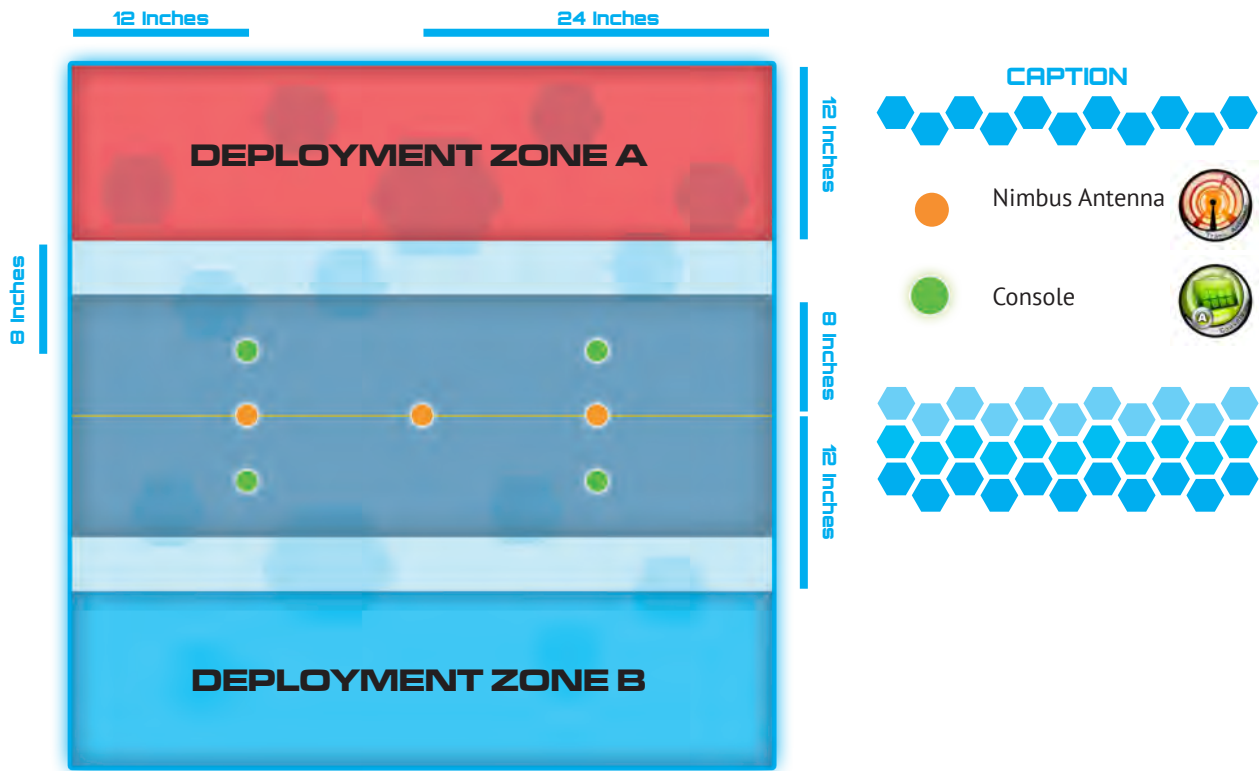 12 Inches
24 Inches
12 Inches
8 Inches
8 Inches
12 Inches
DEPLOYMENT ZONE A
DEPLOYMENT ZONE B
CAPTION
Nimbus Antenna
Console
A